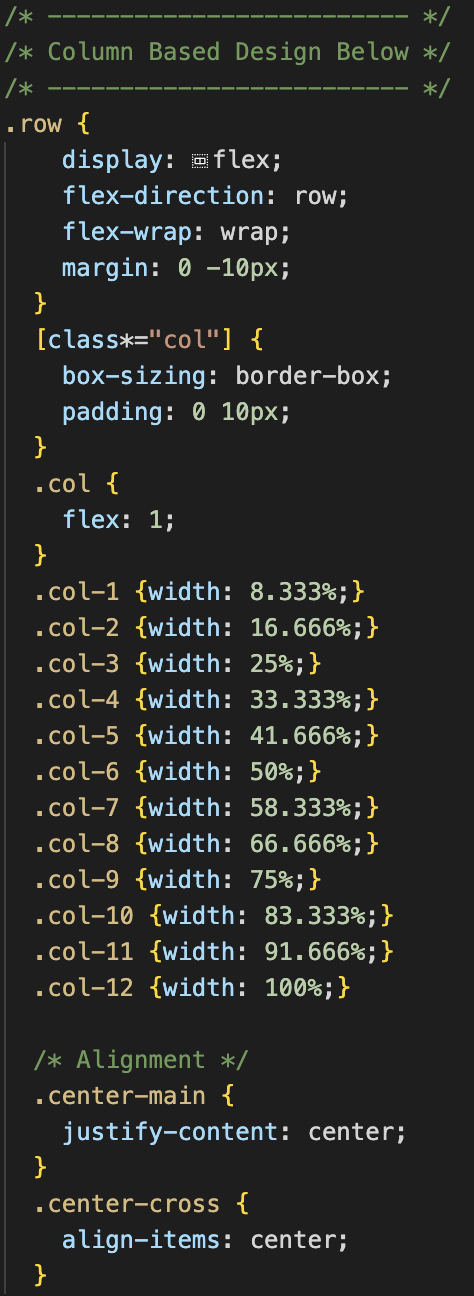 /* ------------------------- */
/* Column Based Design Below */
/* ------------------------- */
.row {
    display: flex;
    flex-direction: row;
    flex-wrap: wrap;
    margin: 0 -10px;
  }
  [class*="col"] {
    box-sizing: border-box;
    padding: 0 10px;
  }
  .col {
    flex: 1;
  }
  .col-1 {width: 8.333%;}
  .col-2 {width: 16.666%;}
  .col-3 {width: 25%;}
  .col-4 {width: 33.333%;}
  .col-5 {width: 41.666%;}
  .col-6 {width: 50%;}
  .col-7 {width: 58.333%;}
  .col-8 {width: 66.666%;}
  .col-9 {width: 75%;}
  .col-10 {width: 83.333%;}
  .col-11 {width: 91.666%;}
  .col-12 {width: 100%;}

  /* Alignment */
  .center-main {
    justify-content: center;
  }
  .center-cross {
    align-items: center;
  }